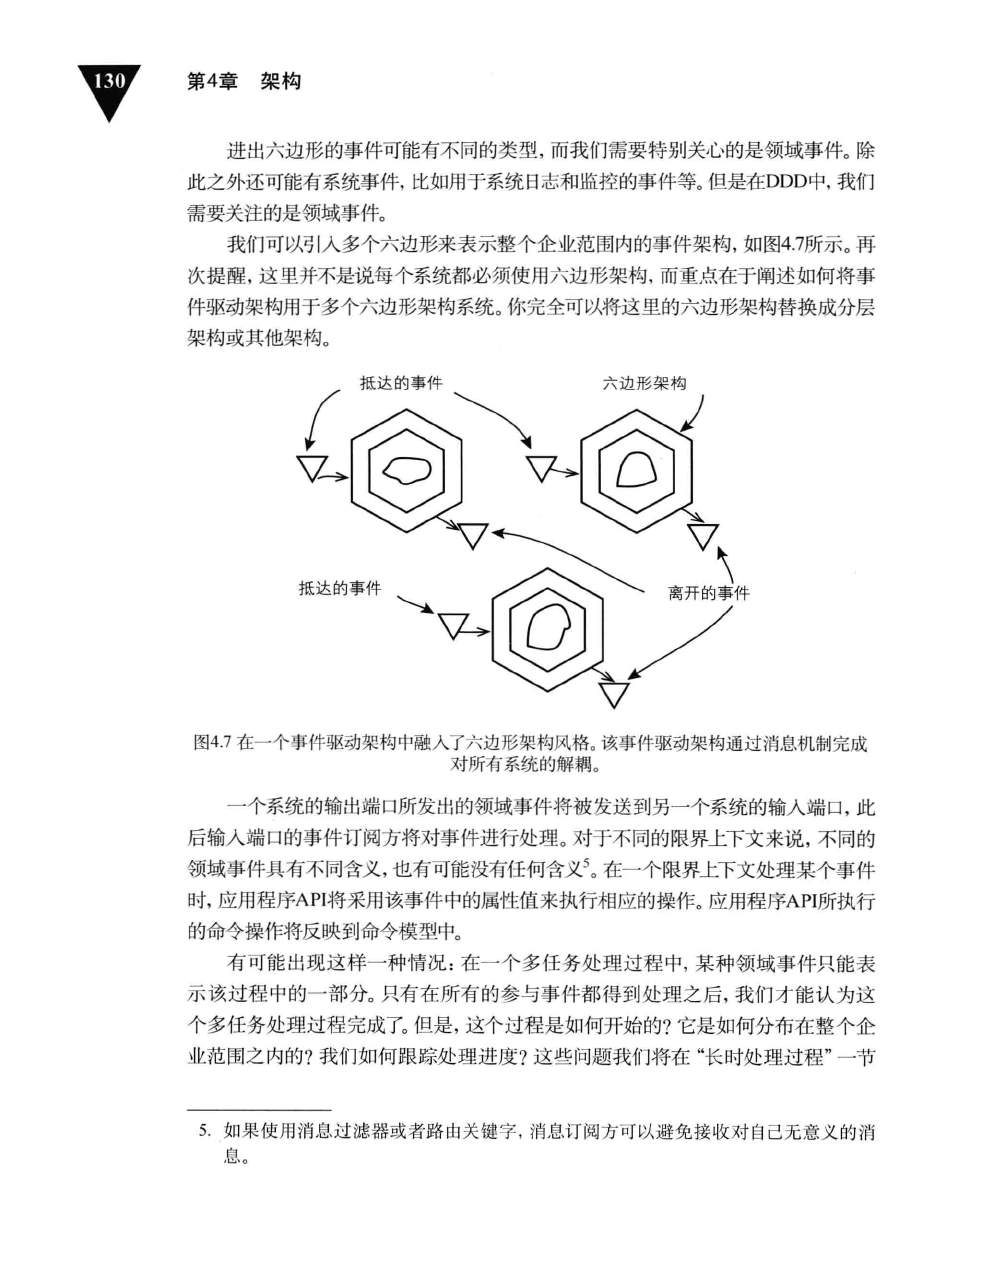 130
第4章 架构
进出六边形的事件可能有不同的类型，而我们需要特别关心的是领域事件。除
此之外还可能有系统事件，比如用于系统日志和监控的事件等。但是在DDD中，我们
需要关注的是领域事件。
我们可以引入多个六边形来表示整个企业范围内的事件架构，如图4.7所示。再
次提醒，这里并不是说每个系统都必须使用六边形架构，而重点在于阐述如何将事
件驱动架构用于多个六边形架构系统。你完全可以将这里的六边形架构替换成分层
架构或其他架构。
抵达的事件
六边形架构
抵达的事件
离开的事件
图4.7 在一个事件驱动架构中融入了六边形架构风格。该事件驱动架构通过消息机制完成
对所有系统的解耦。
一个系统的输出端口所发出的领域事件将被发送到另一个系统的输入端口，此
后输入端口的事件订阅方将对事件进行处理。对于不同的限界上下文来说，不同的
领域事件具有不同含义，也有可能没有任何含义5。在一个限界上下文处理某个事件
时，应用程序API将采用该事件中的属性值来执行相应的操作。应用程序API所执行
的命令操作将反映到命令模型中。
有可能出现这样一种情况：在一个多任务处理过程中，某种领域事件只能表
示该过程中的一部分。只有在所有的参与事件都得到处理之后，我们才能认为这
个多任务处理过程完成了。但是，这个过程是如何开始的？它是如何分布在整个企
业范围之内的？我们如何跟踪处理进度？这些问题我们将在“长时处理过程”一节
5. 如果使用消息过滤器或者路由关键字，消息订阅方可以避免接收对自己无意义的消
息。